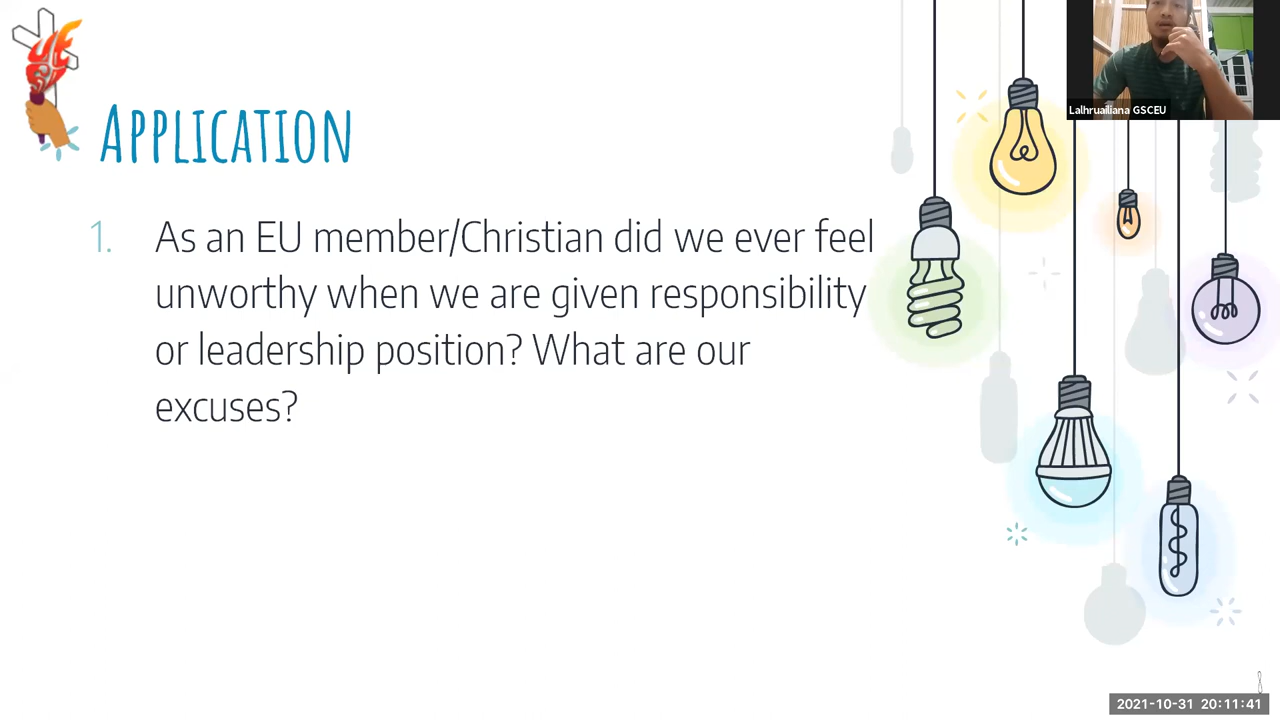 Lalhruailiana GSCEU
Application
1. As an EU member/Christian did we ever feel
unworthy when we are given responsibility
or leadership position? What are our
excuses?
2021-10-31 20:11:41